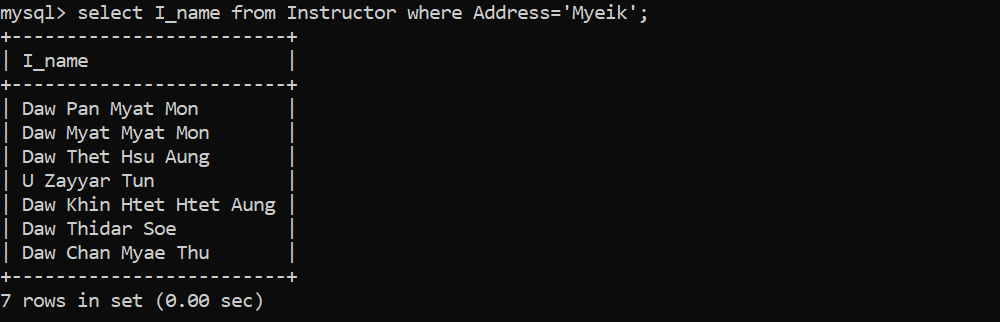 mysql> select I_name from Instructor where Address='Myeik';
+-------------------------+
| I_name                  |
+-------------------------+
| Daw Pan Myat Mon        |
| Daw Myat Myat Mon       |
| Daw Thet Hsu Aung       |
| U Zayyar Tun            |
| Daw Khin Htet Htet Aung |
| Daw Thidar Soe          |
| Daw Chan Myae Thu       |
+-------------------------+
7 rows in set (0.00 sec)